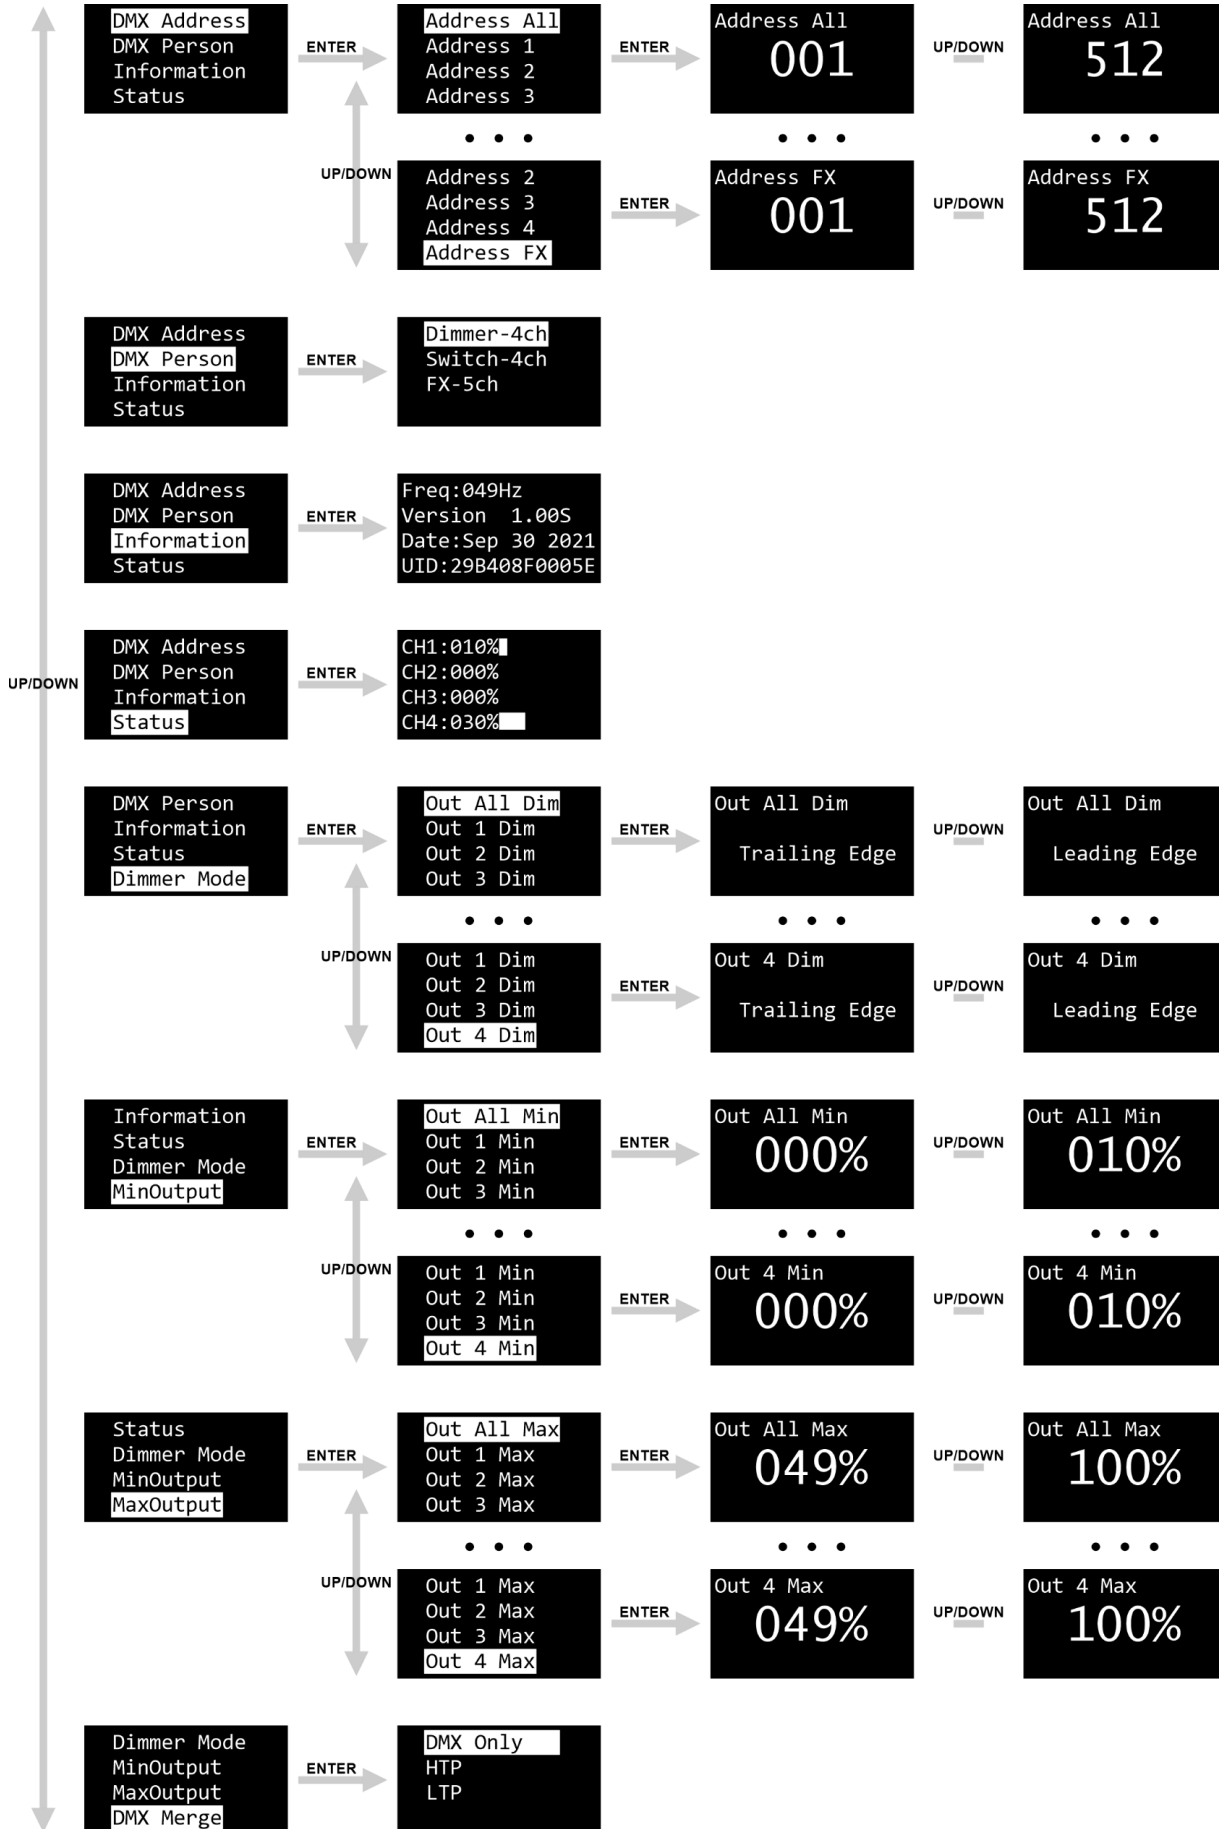 DMX Address
DMX Person
Information
Status
ENTER
Address All
Address 1
Address 2
Address 3
ENTER
Address All
001
UP/DOWN
Address All
512
• • •
• • •
• • •
UP/DOWN
Address 2
Address 3
Address 4
Address FX
ENTER
Address FX
001
UP/DOWN
Address FX
512
DMX Address
DMX Person
Information
Status
ENTER
Dimmer-4ch
Switch-4ch
FX-5ch
DMX Address
DMX Person
Information
Status
ENTER
Freq:049Hz
Version 1.00S
Date:Sep 30 2021
UID:29B408F0005E
UP/DOWN
DMX Address
DMX Person
Information
Status
ENTER
CH1:010%
CH2:000%
CH3:000%
CH4:030%
DMX Person
Information
Status
Dimmer Mode
ENTER
Out All Dim
Out 1 Dim
Out 2 Dim
Out 3 Dim
ENTER
Out All Dim
Trailing Edge
UP/DOWN
Out All Dim
Leading Edge
• • •
• • •
• • •
UP/DOWN
Out 1 Dim
Out 2 Dim
Out 3 Dim
Out 4 Dim
ENTER
Out 4 Dim
Trailing Edge
UP/DOWN
Out 4 Dim
Leading Edge
Information
Status
Dimmer Mode
MinOutput
ENTER
Out All Min
Out 1 Min
Out 2 Min
Out 3 Min
ENTER
Out All Min
000%
UP/DOWN
Out All Min
010%
• • •
• • •
• • •
UP/DOWN
Out 1 Min
Out 2 Min
Out 3 Min
Out 4 Min
ENTER
Out 4 Min
000%
UP/DOWN
Out 4 Min
010%
Status
Dimmer Mode
MinOutput
MaxOutput
ENTER
Out All Max
Out 1 Max
Out 2 Max
Out 3 Max
ENTER
Out All Max
049%
UP/DOWN
Out All Max
100%
• • •
• • •
• • •
UP/DOWN
Out 1 Max
Out 2 Max
Out 3 Max
Out 4 Max
ENTER
Out 4 Max
049%
UP/DOWN
Out 4 Max
100%
Dimmer Mode
MinOutput
MaxOutput
DMX Merge
ENTER
DMX Only
HTP
LTP